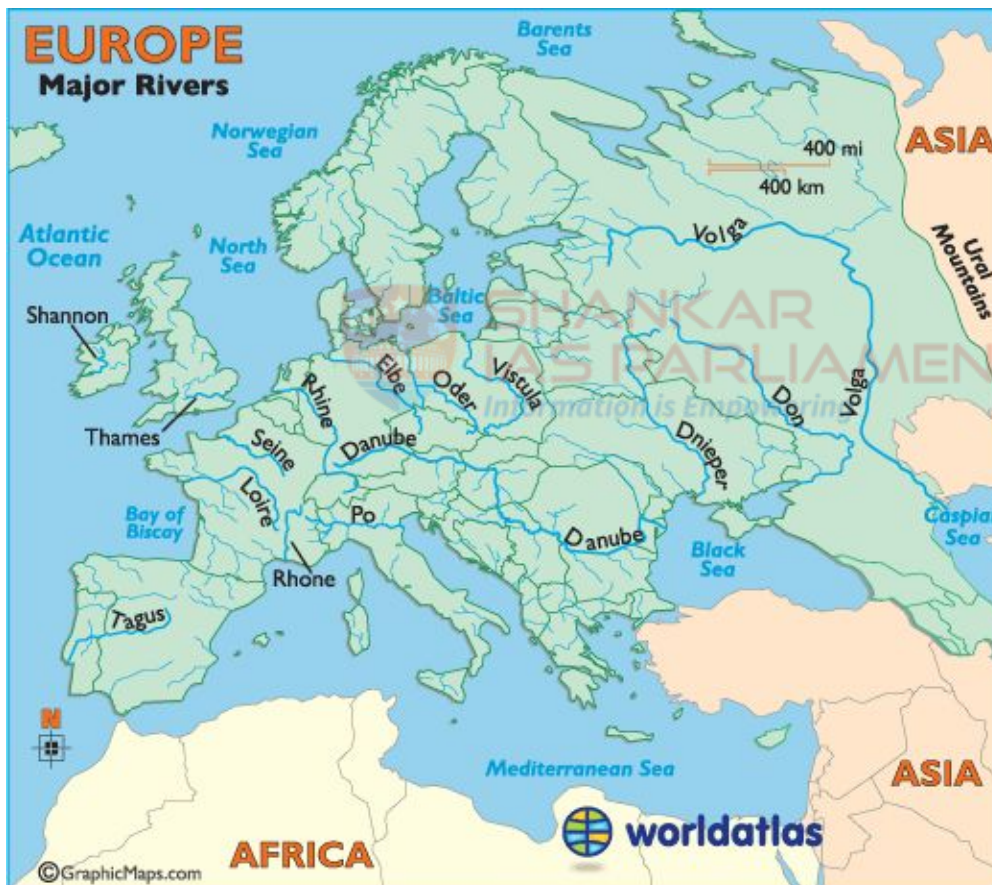 EUROPE
Major Rivers
Barents
Sea
Norwegian
Sea
ASIA
400 mi
400 km
Atlantic
Ocean
North
Sea
Volga
Ural
Mountains
Baltic
Sea
SHANKAR
IAS PARLIAMEN
Information is Empowering
Shannon
Thames
Elbe
Oder
Vistula
Rhine
Don
Volga
Danube
Dnieper
Seine
Loire
Po
Bay of
Biscay
Rhone
Danube
Black
Sea
Caspian
Sea
Tagus
N
Mediterranean Sea
ASIA
AFRICA
worldatlas
©GraphicMaps.com